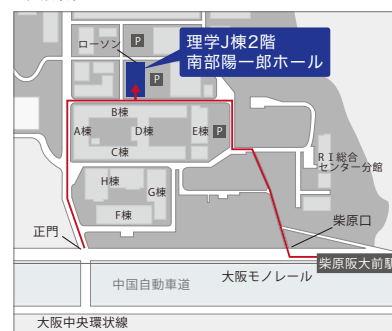 ローソン
P
P
理学J棟2階
南部陽一郎ホール
B棟
A棟
D棟
E棟
P
C棟
H棟
G棟
F棟
RI総合
センター分館
正門
柴原口
柴原阪大前駅
大阪モノレール
中国自動車道
大阪中央環状線